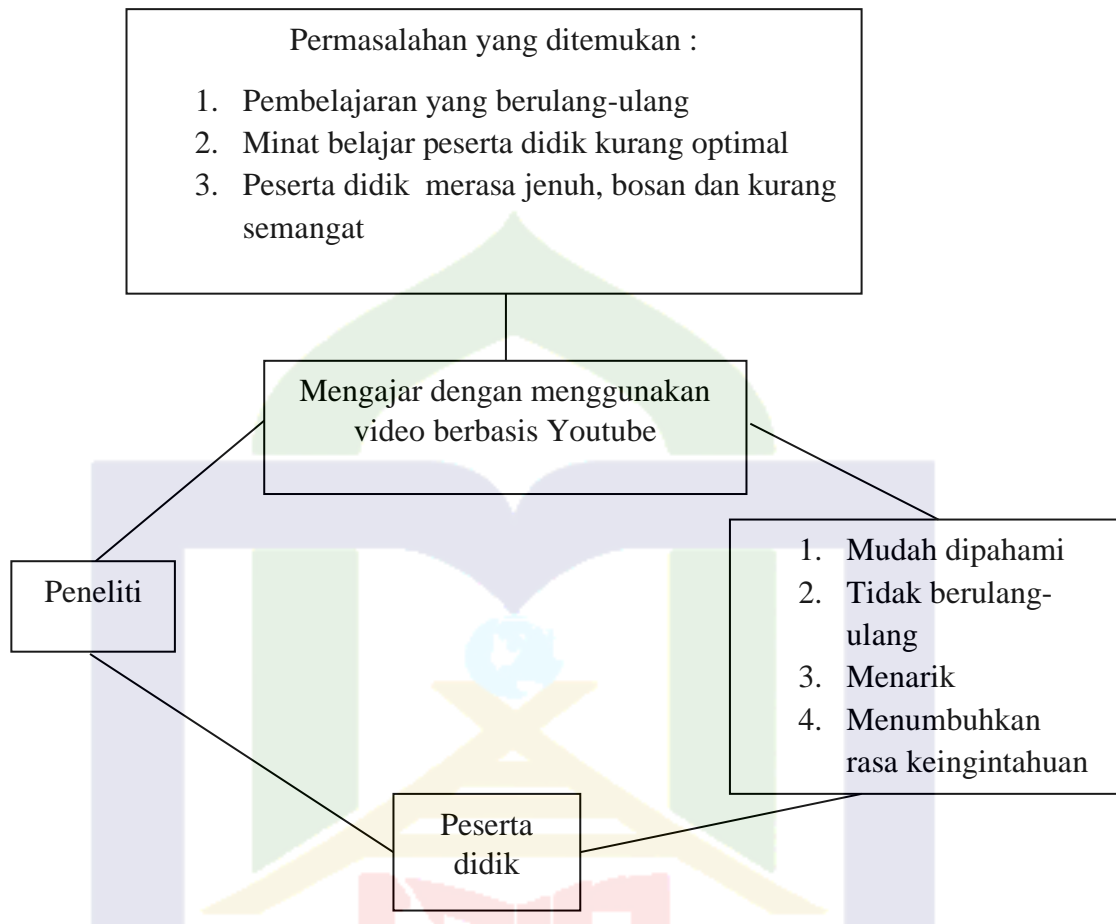 Permasalahan yang ditemukan :
1. Pembelajaran yang berulang-ulang
2. Minat belajar peserta didik kurang optimal
3. Peserta didik merasa jenuh, bosan dan kurang
semangat
Mengajar dengan menggunakan
video berbasis Youtube
Peneliti
1. Mudah dipahami
2. Tidak berulang-
ulang
3. Menarik
4. Menumbuhkan
rasa keingintahuan
Peserta
didik